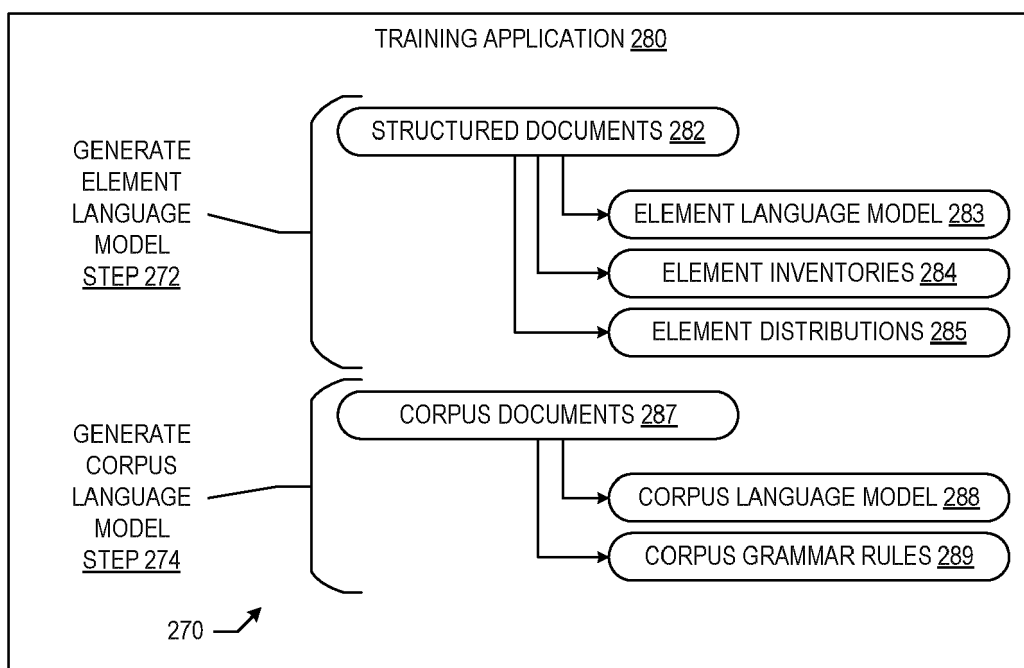 TRAINING APPLICATION 280
GENERATE
ELEMENT
LANGUAGE
MODEL
STEP 272
STRUCTURED DOCUMENTS 282
ELEMENT LANGUAGE MODEL 283
ELEMENT INVENTORIES 284
ELEMENT DISTRIBUTIONS 285
GENERATE
CORPUS
LANGUAGE
MODEL
STEP 274
CORPUS DOCUMENTS 287
CORPUS LANGUAGE MODEL 288
CORPUS GRAMMAR RULES 289
270